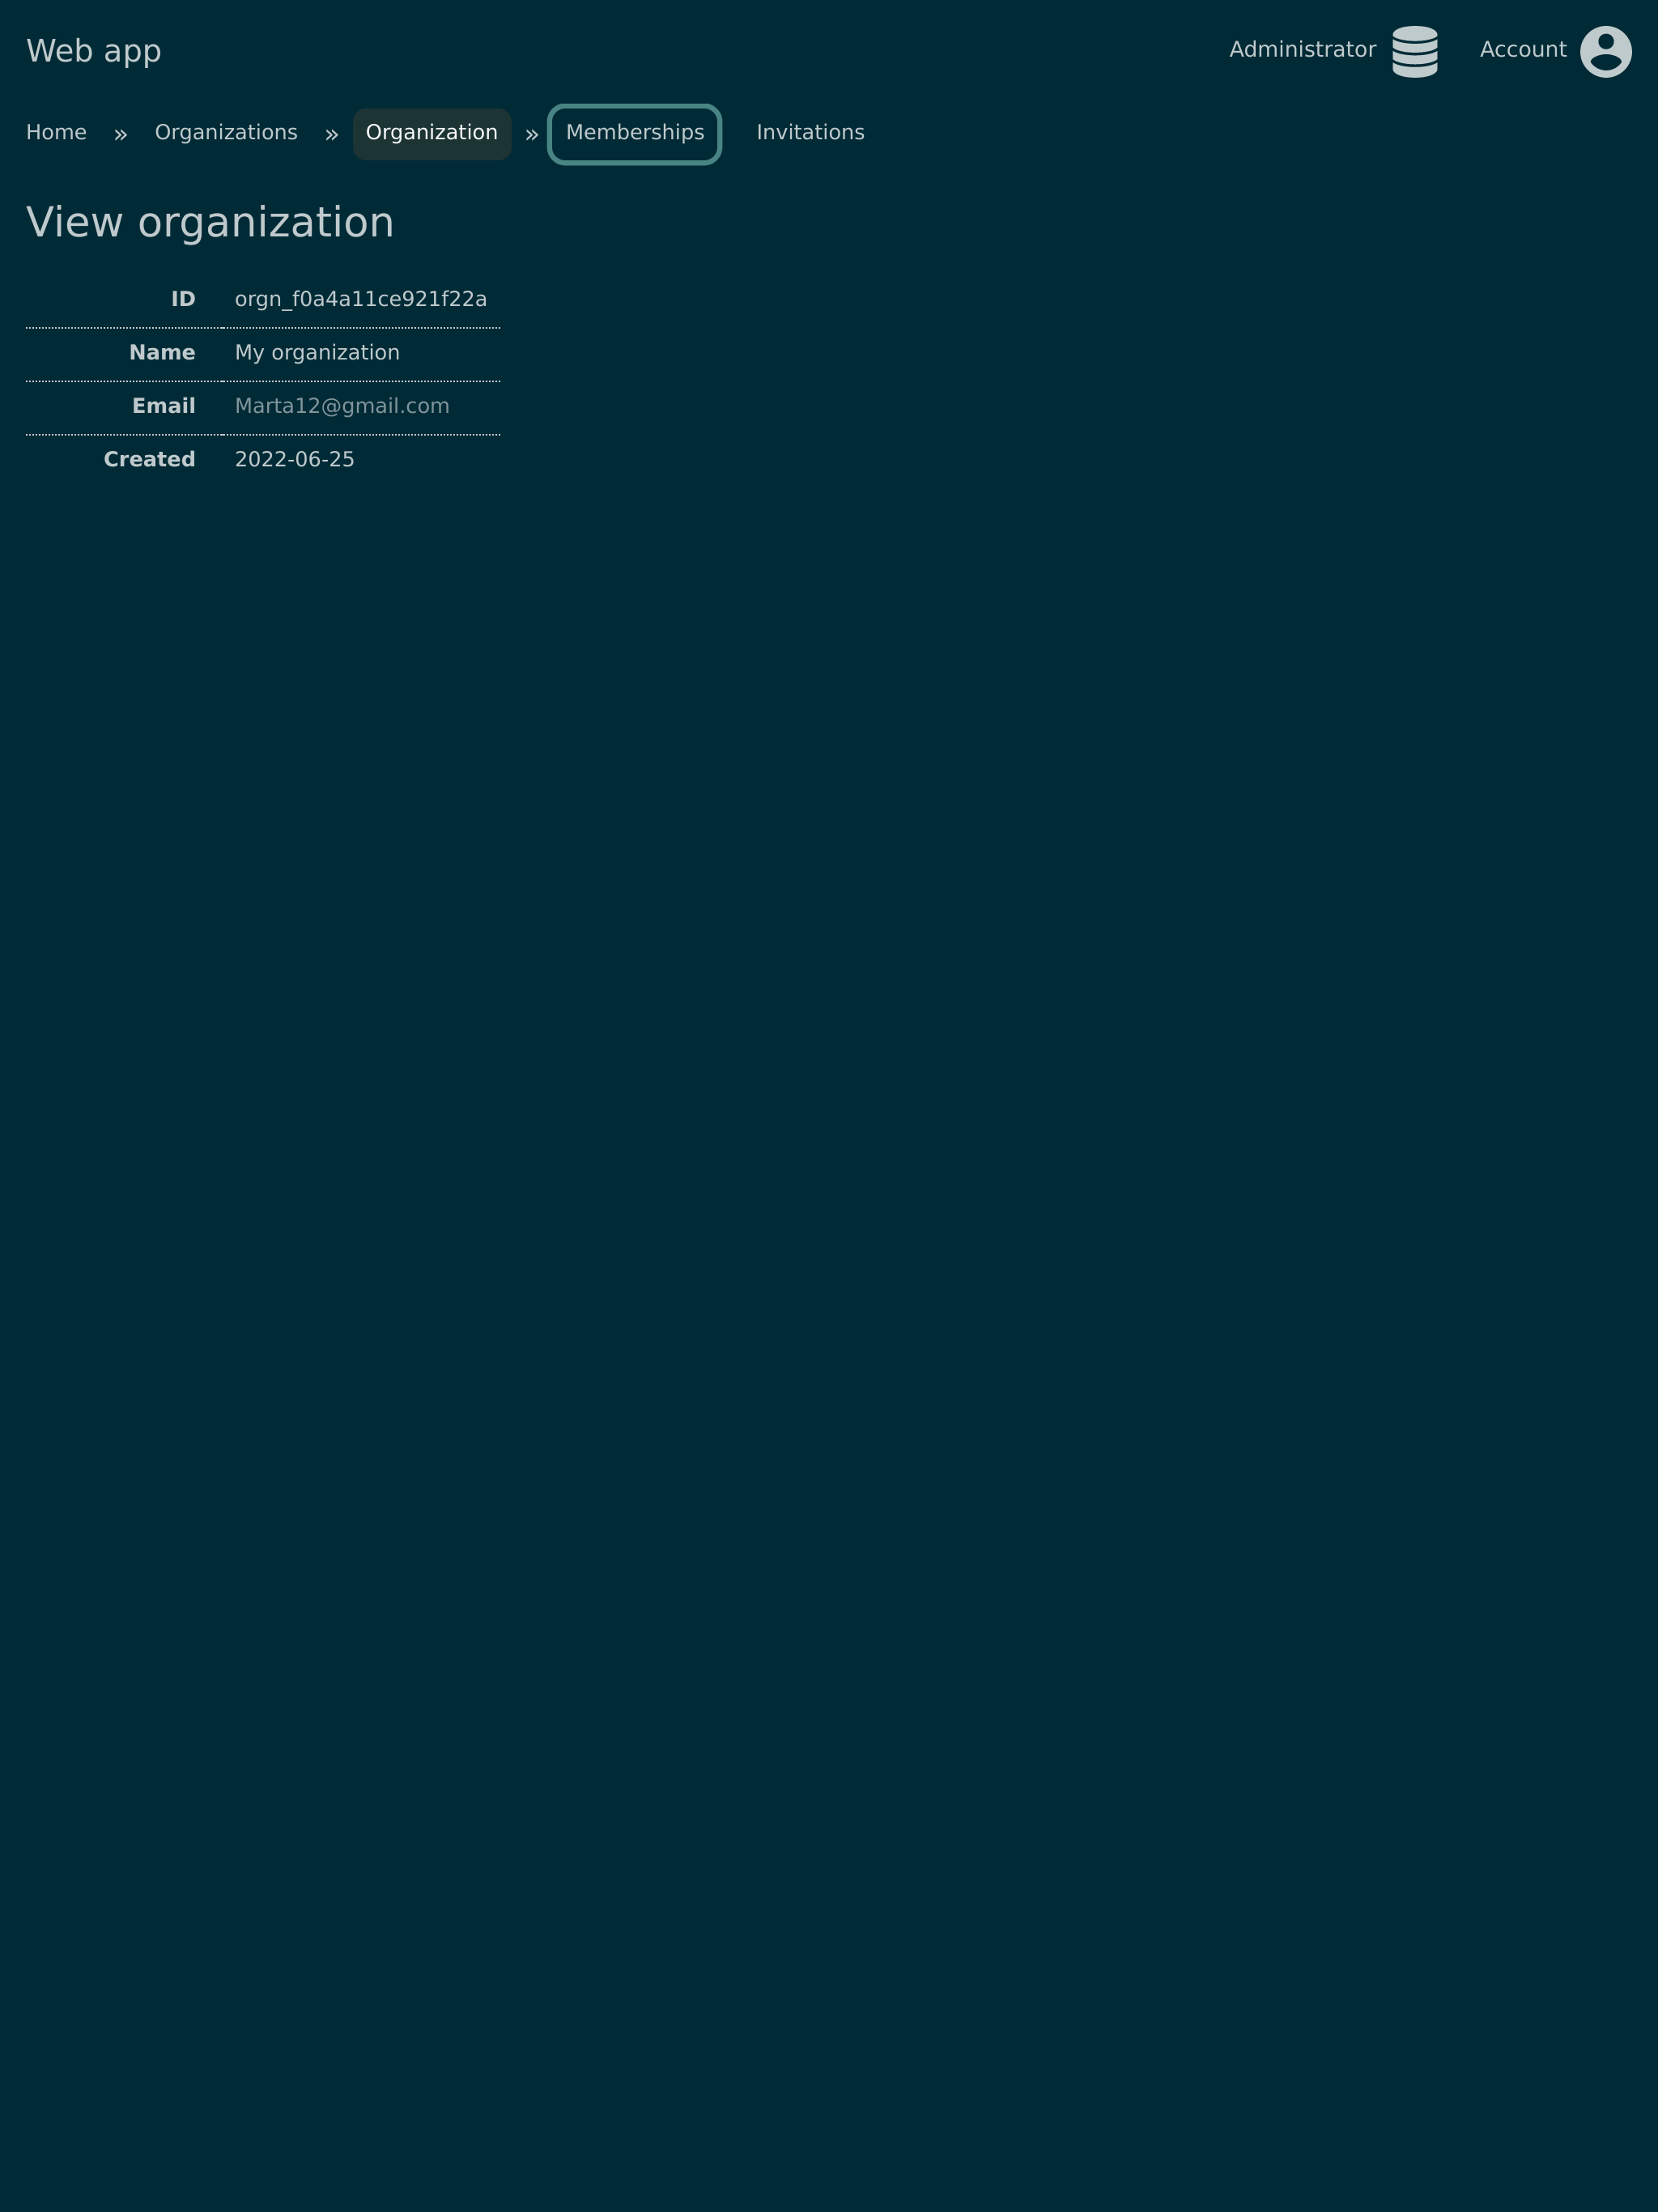 Web app
Administrator
Account
Home » Organizations » Organization » Memberships Invitations
View organization
ID orgn_f0a4a11ce921f22a
Name My organization
Email Marta12@gmail.com
Created 2022-06-25